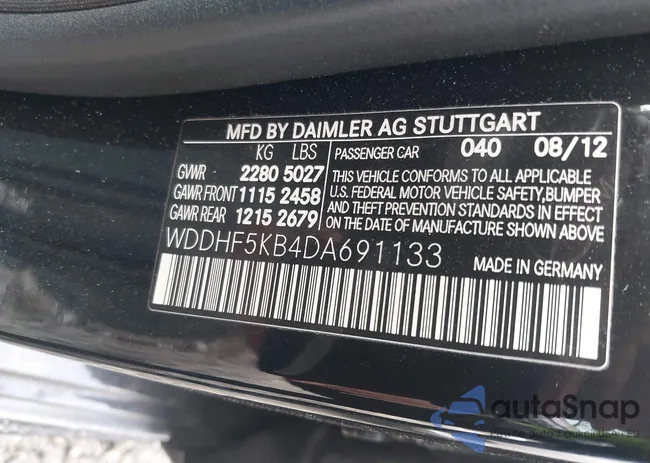 MFD BY DAIMLER AG STUTTGART
KG LBS
GVWR 2280 5027
GAWR FRONT 1115 2458
GAWR REAR 1215 2679
PASSENGER CAR 040 08/12
THIS VEHICLE CONFORMS TO ALL APPLICABLE
U.S. FEDERAL MOTOR VEHICLE SAFETY,BUMPER
AND THEFT PREVENTION STANDARDS IN EFFECT
ON THE DATE OF MANUFACTURE SHOWN ABOVE
WDDHF5KB4DA691133
MADE IN GERMANY
autoSnap